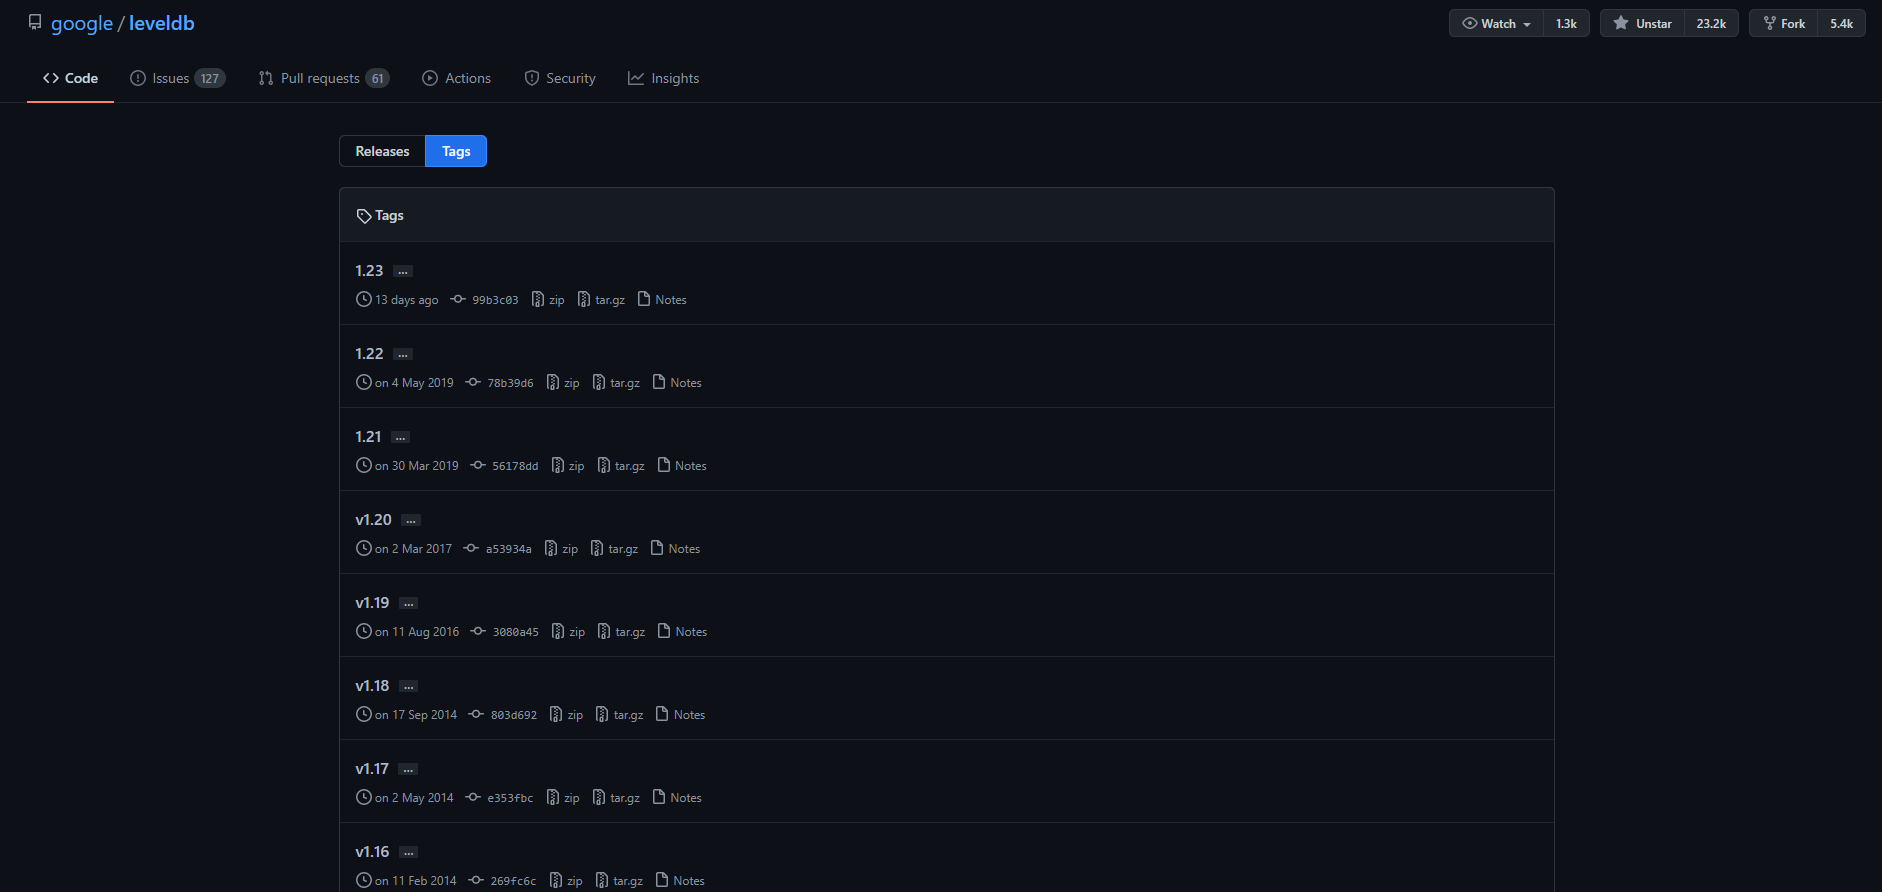 google / leveldb
Watch 1.3k Unstar 23.2k Fork 5.4k
Code Issues 127 Pull requests 61 Actions Security Insights
Releases Tags
Tags
1.23 ...
13 days ago 99b3c03 zip tar.gz Notes
1.22 ...
on 4 May 2019 78b39d6 zip tar.gz Notes
1.21 ...
on 30 Mar 2019 56178dd zip tar.gz Notes
v1.20 ...
on 2 Mar 2017 a53934a zip tar.gz Notes
v1.19 ...
on 11 Aug 2016 3080a45 zip tar.gz Notes
v1.18 ...
on 17 Sep 2014 803d692 zip tar.gz Notes
v1.17 ...
on 2 May 2014 e353fbc zip tar.gz Notes
v1.16 ...
on 11 Feb 2014 269fc6c zip tar.gz Notes